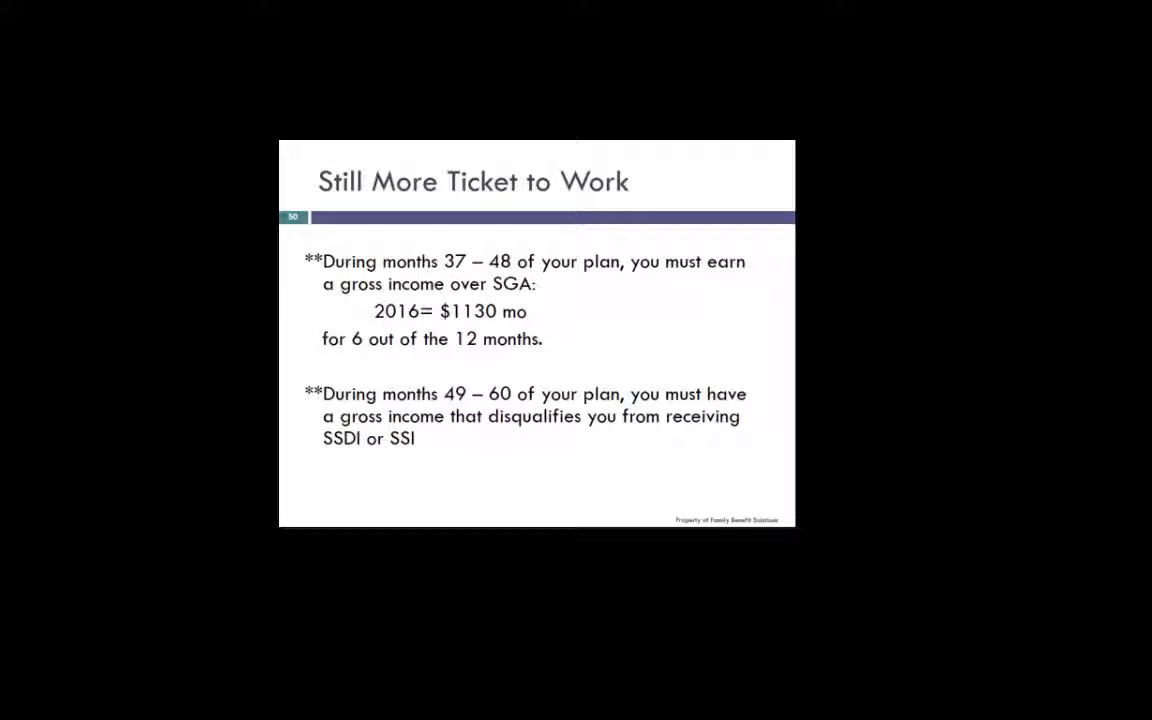 Still More Ticket to Work
50
**During months 37 – 48 of your plan, you must earn
a gross income over SGA:
2016= $1130 mo
for 6 out of the 12 months.
**During months 49 – 60 of your plan, you must have
a gross income that disqualifies you from receiving
SSDI or SSI
Property of Family Benefit Solutions